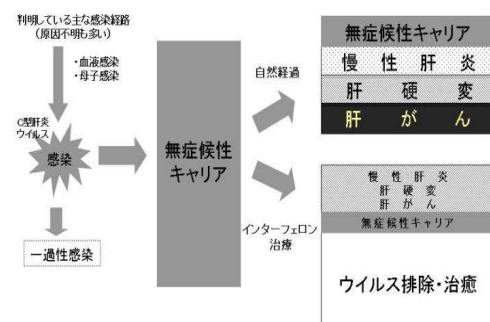 判明している主な感染経路
（原因不明も多い）
・血液感染
・母子感染
C型肝炎
ウイルス
感染
一過性感染
無症候性
キャリア
自然経過
インターフェロン
治療
無症候性キャリア
慢性肝炎
肝硬変
肝がん
慢性肝炎
肝硬変
肝がん
無症候性キャリア
ウイルス排除・治癒